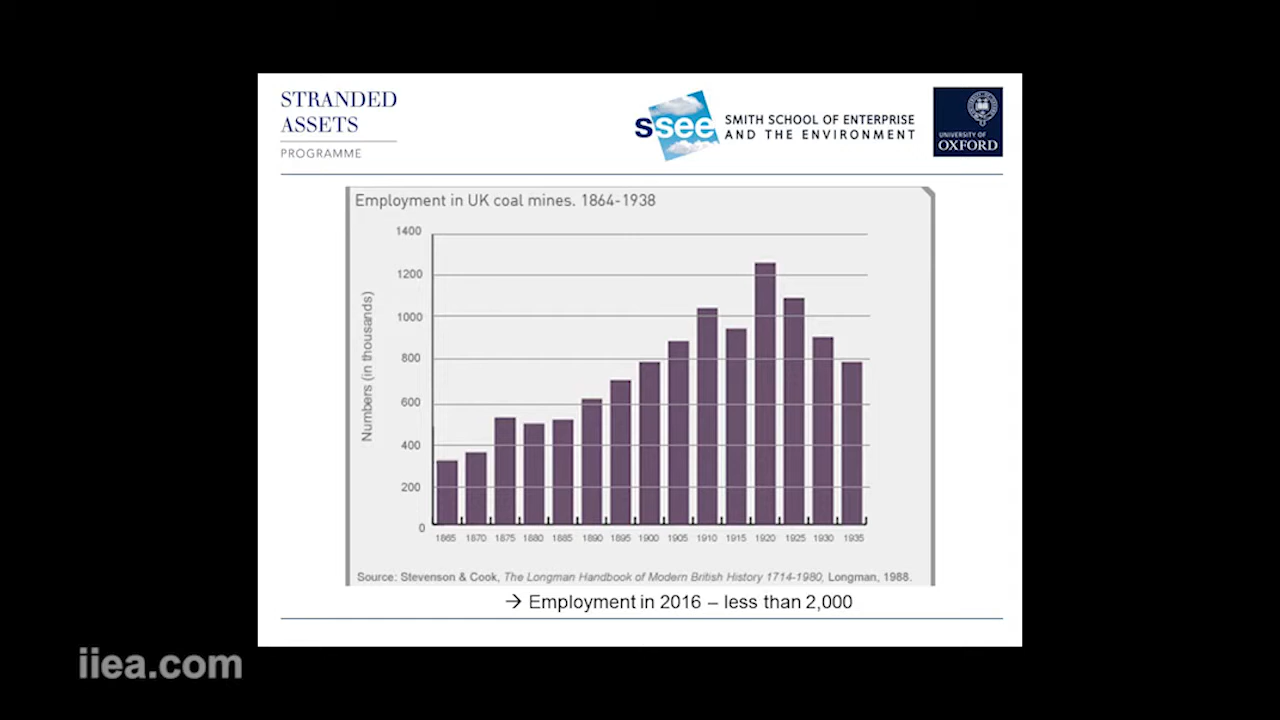 STRANDED
ASSETS
PROGRAMME
ssee
SMITH SCHOOL OF ENTERPRISE
AND THE ENVIRONMENT
UNIVERSITY OF
OXFORD
Employment in UK coal mines. 1864-1938
Numbers (in thousands)
1400
1200
1000
800
600
400
200
0
1865 1870 1875 1880 1885 1890 1895 1900 1905 1910 1915 1920 1925 1930 1935
Source: Stevenson & Cook, The Longman Handbook of Modern British History 1714-1980, Longman, 1988.
→ Employment in 2016 – less than 2,000
iiea.com